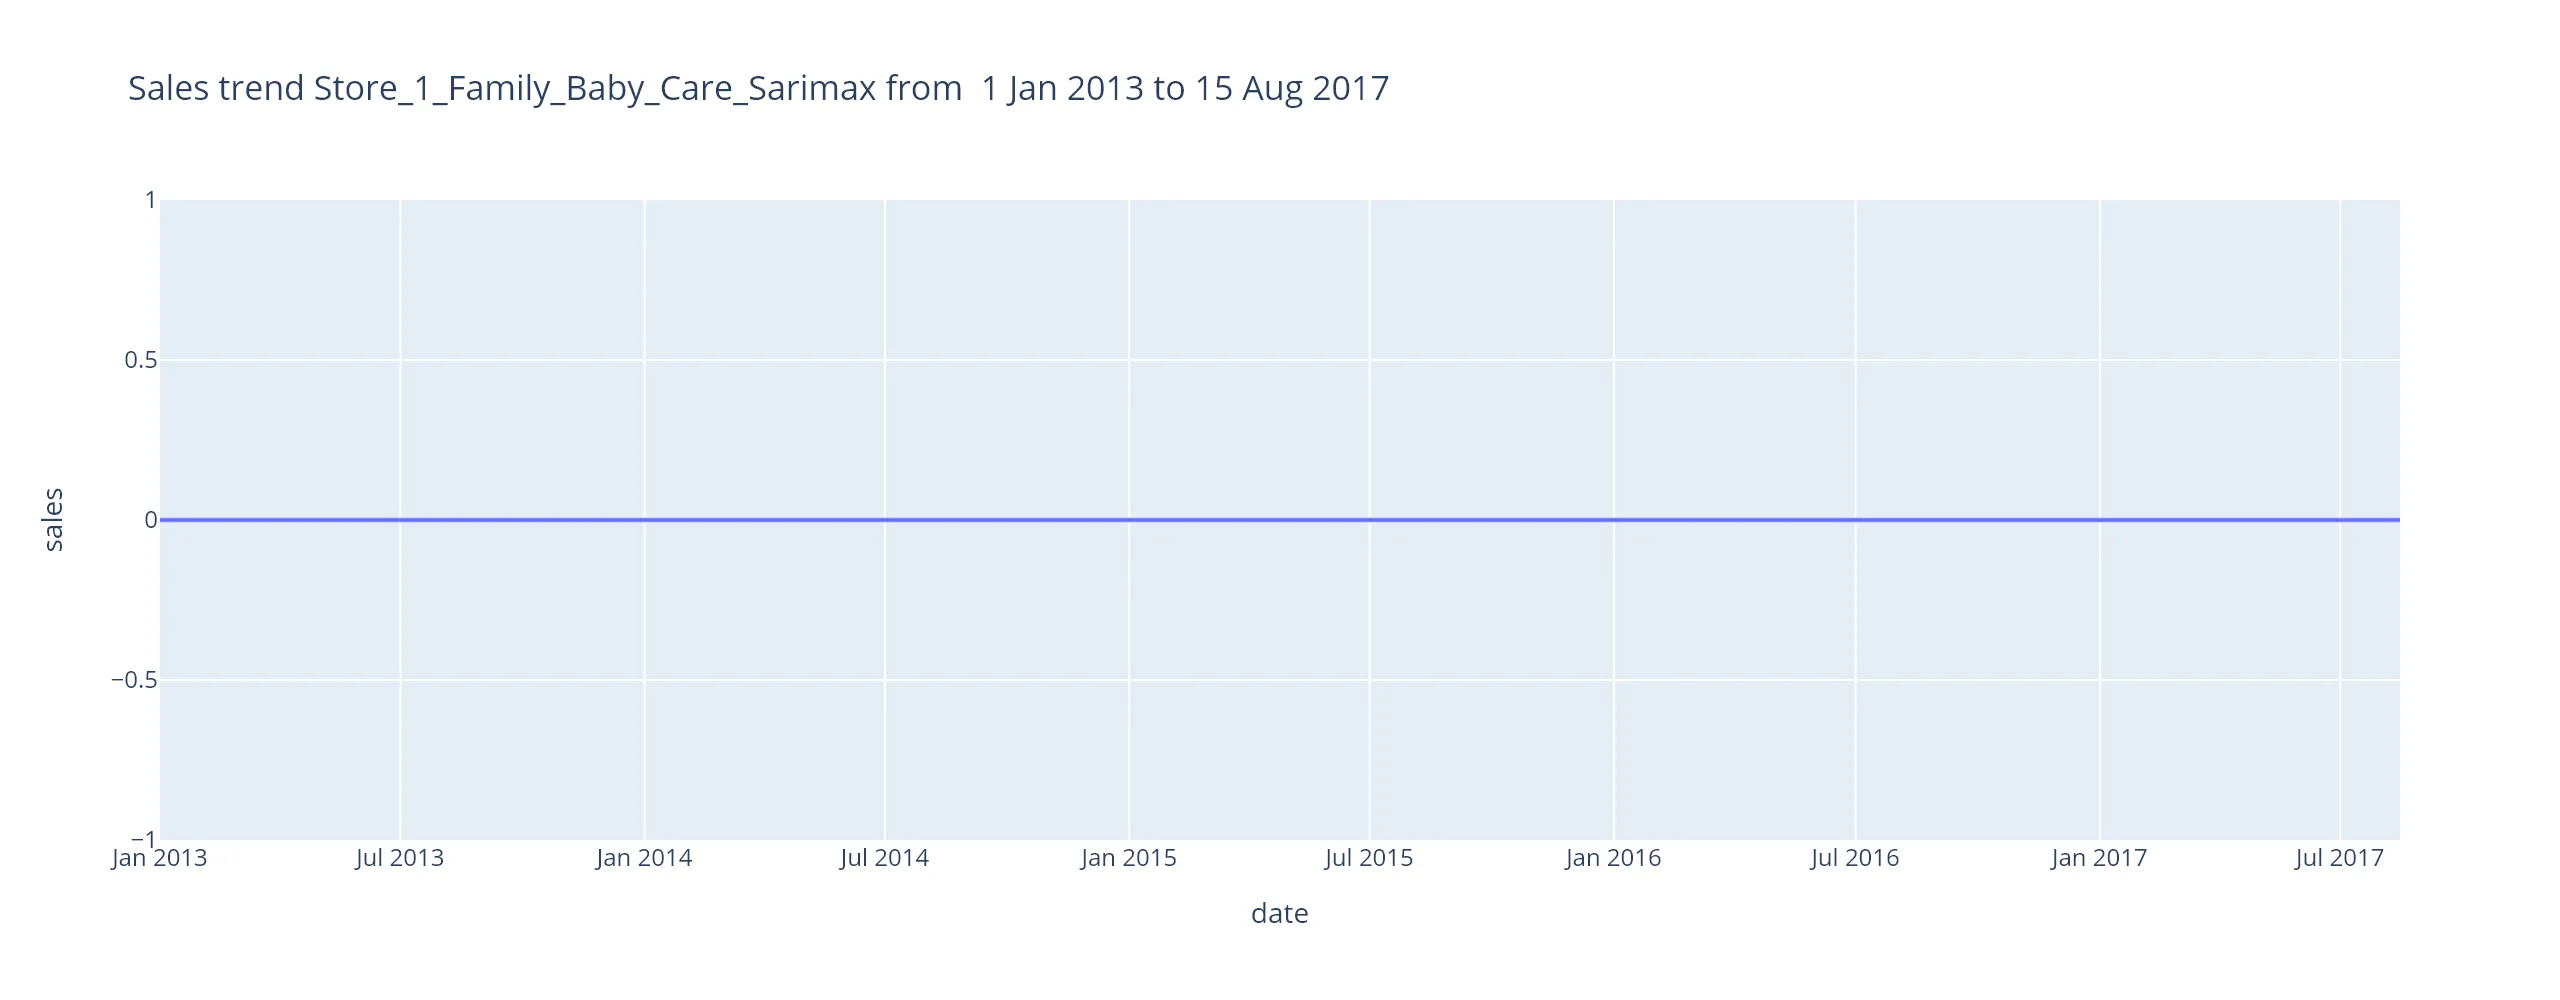 Sales trend Store_1_Family_Baby_Care_Sarimax from  1 Jan 2013 to 15 Aug 2017
1
0.5
0
−0.5
−1
sales
Jan 2013 Jul 2013 Jan 2014 Jul 2014 Jan 2015 Jul 2015 Jan 2016 Jul 2016 Jan 2017 Jul 2017
date